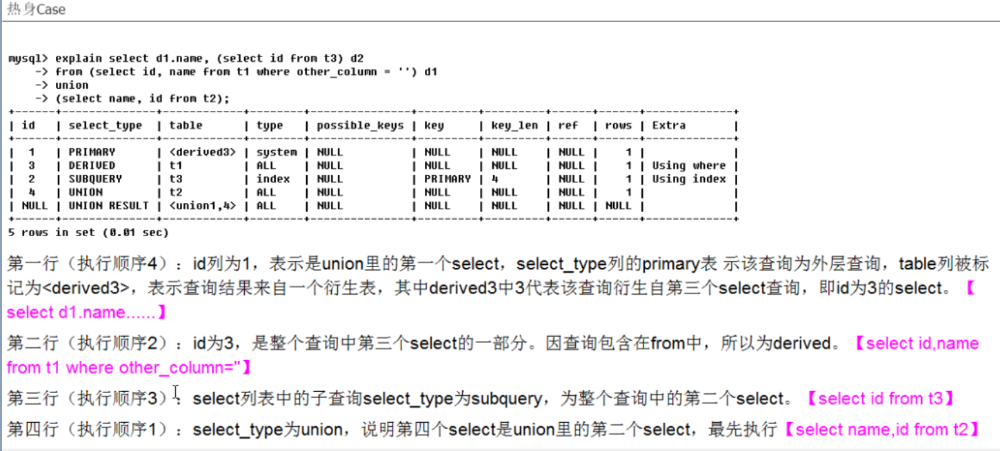 热身Case
mysql> explain select d1.name, (select id from t3) d2
    -> from (select id, name from t1 where other_column = '') d1
    -> union
    -> (select name, id from t2);
+------+--------------+------------+--------+---------------+---------+---------+------+------+-------------+
| id   | select_type  | table      | type   | possible_keys | key     | key_len | ref  | rows | Extra       |
+------+--------------+------------+--------+---------------+---------+---------+------+------+-------------+
|  1   | PRIMARY      | <derived3> | system | NULL          | NULL    | NULL    | NULL |    1 |             |
|  3   | DERIVED      | t1         | ALL    | NULL          | NULL    | NULL    | NULL |    1 | Using where |
|  2   | SUBQUERY     | t3         | index  | NULL          | PRIMARY | 4       | NULL |    1 | Using index |
|  4   | UNION        | t2         | ALL    | NULL          | NULL    | NULL    | NULL |    1 |             |
| NULL | UNION RESULT | <union1,4> | ALL    | NULL          | NULL    | NULL    | NULL | NULL |             |
+------+--------------+------------+--------+---------------+---------+---------+------+------+-------------+
5 rows in set (0.01 sec)
第一行（执行顺序4）：id列为1，表示是union里的第一个select，select_type列的primary表 示该查询为外层查询，table列被标
记为<derived3>，表示查询结果来自一个衍生表，其中derived3中3代表该查询衍生自第三个select查询，即id为3的select。【
select d1.name......】
第二行（执行顺序2）：id为3，是整个查询中第三个select的一部分。因查询包含在from中，所以为derived。【select id,name
from t1 where other_column=''】
第三行（执行顺序3）：select列表中的子查询select_type为subquery，为整个查询中的第二个select。【select id from t3】
第四行（执行顺序1）：select_type为union，说明第四个select是union里的第二个select，最先执行【select name,id from t2】